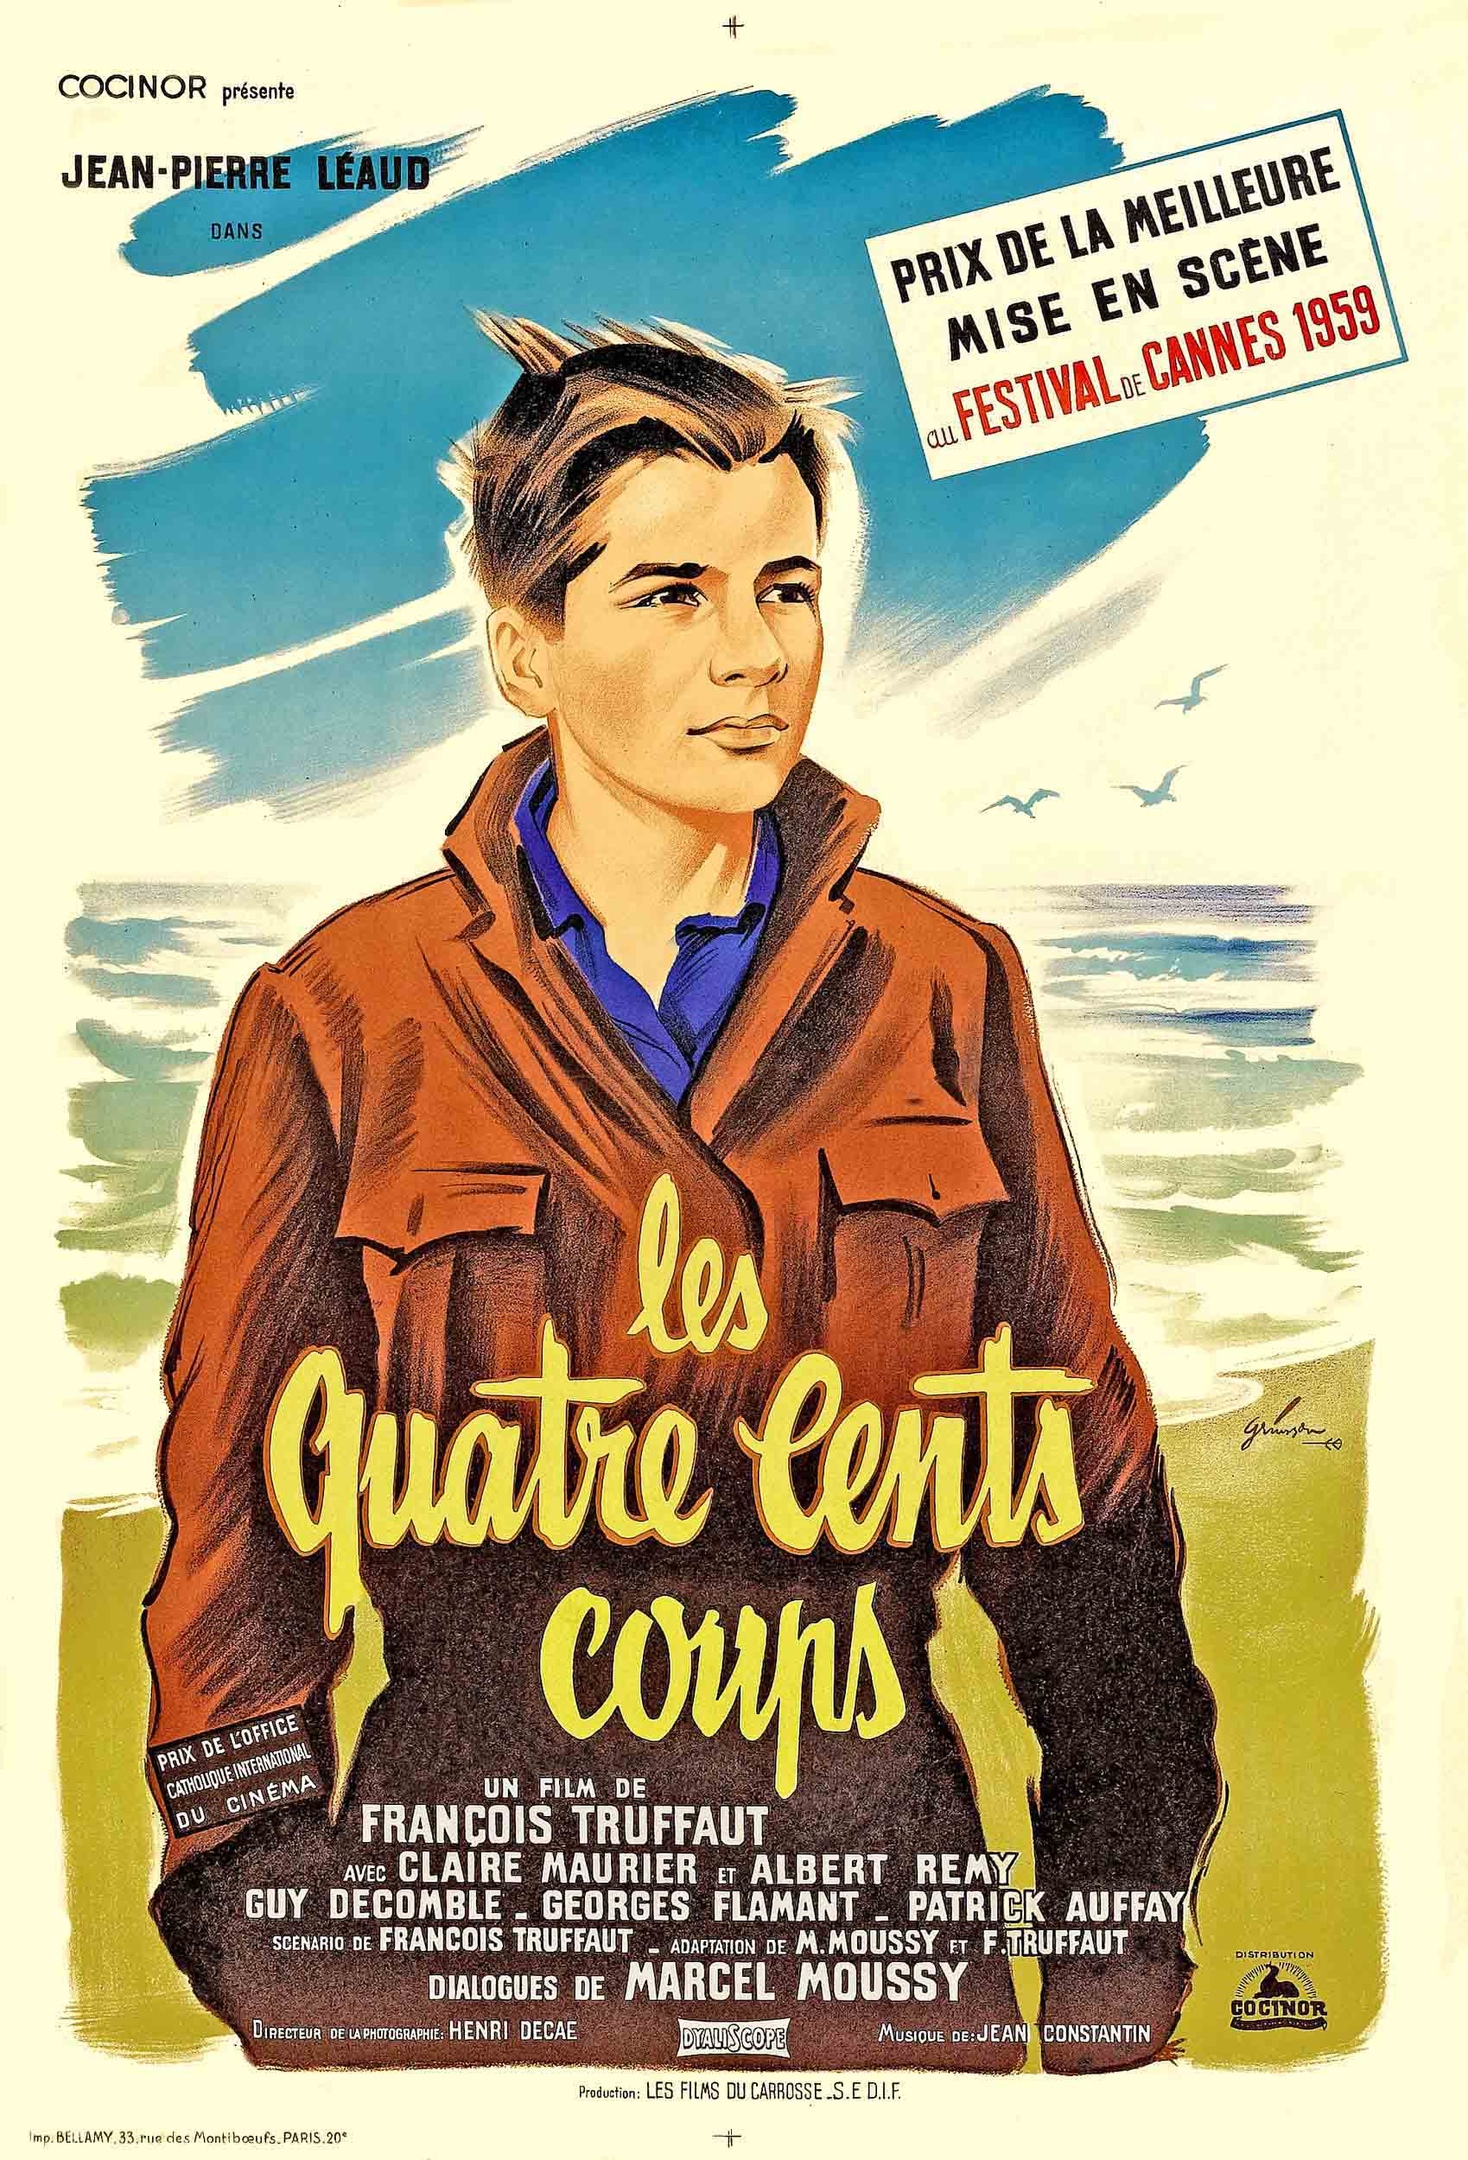 COCINOR présente
JEAN-PIERRE LÉAUD
DANS
PRIX DE LA MEILLEURE
MISE EN SCÈNE
au FESTIVAL DE CANNES 1959
les
quatre cents
coups
grinsson
PRIX DE L'OFFICE
CATHOLIQUE INTERNATIONAL
DU CINÉMA
UN FILM DE
FRANÇOIS TRUFFAUT
AVEC CLAIRE MAURIER ET ALBERT REMY
GUY DECOMBLE - GEORGES FLAMANT - PATRICK AUFFAY
SCENARIO DE FRANCOIS TRUFFAUT - ADAPTATION DE M.MOUSSY ET F.TRUFFAUT
DIALOGUES DE MARCEL MOUSSY
DIRECTEUR DE LA PHOTOGRAPHIE: HENRI DECAE
DYALISCOPE
MUSIQUE DE: JEAN CONSTANTIN
DISTRIBUTION
COCINOR
Production: LES FILMS DU CARROSSE_S.E D.I.F.
Imp. BELLAMY, 33, rue des Montibœufs_PARIS.20e